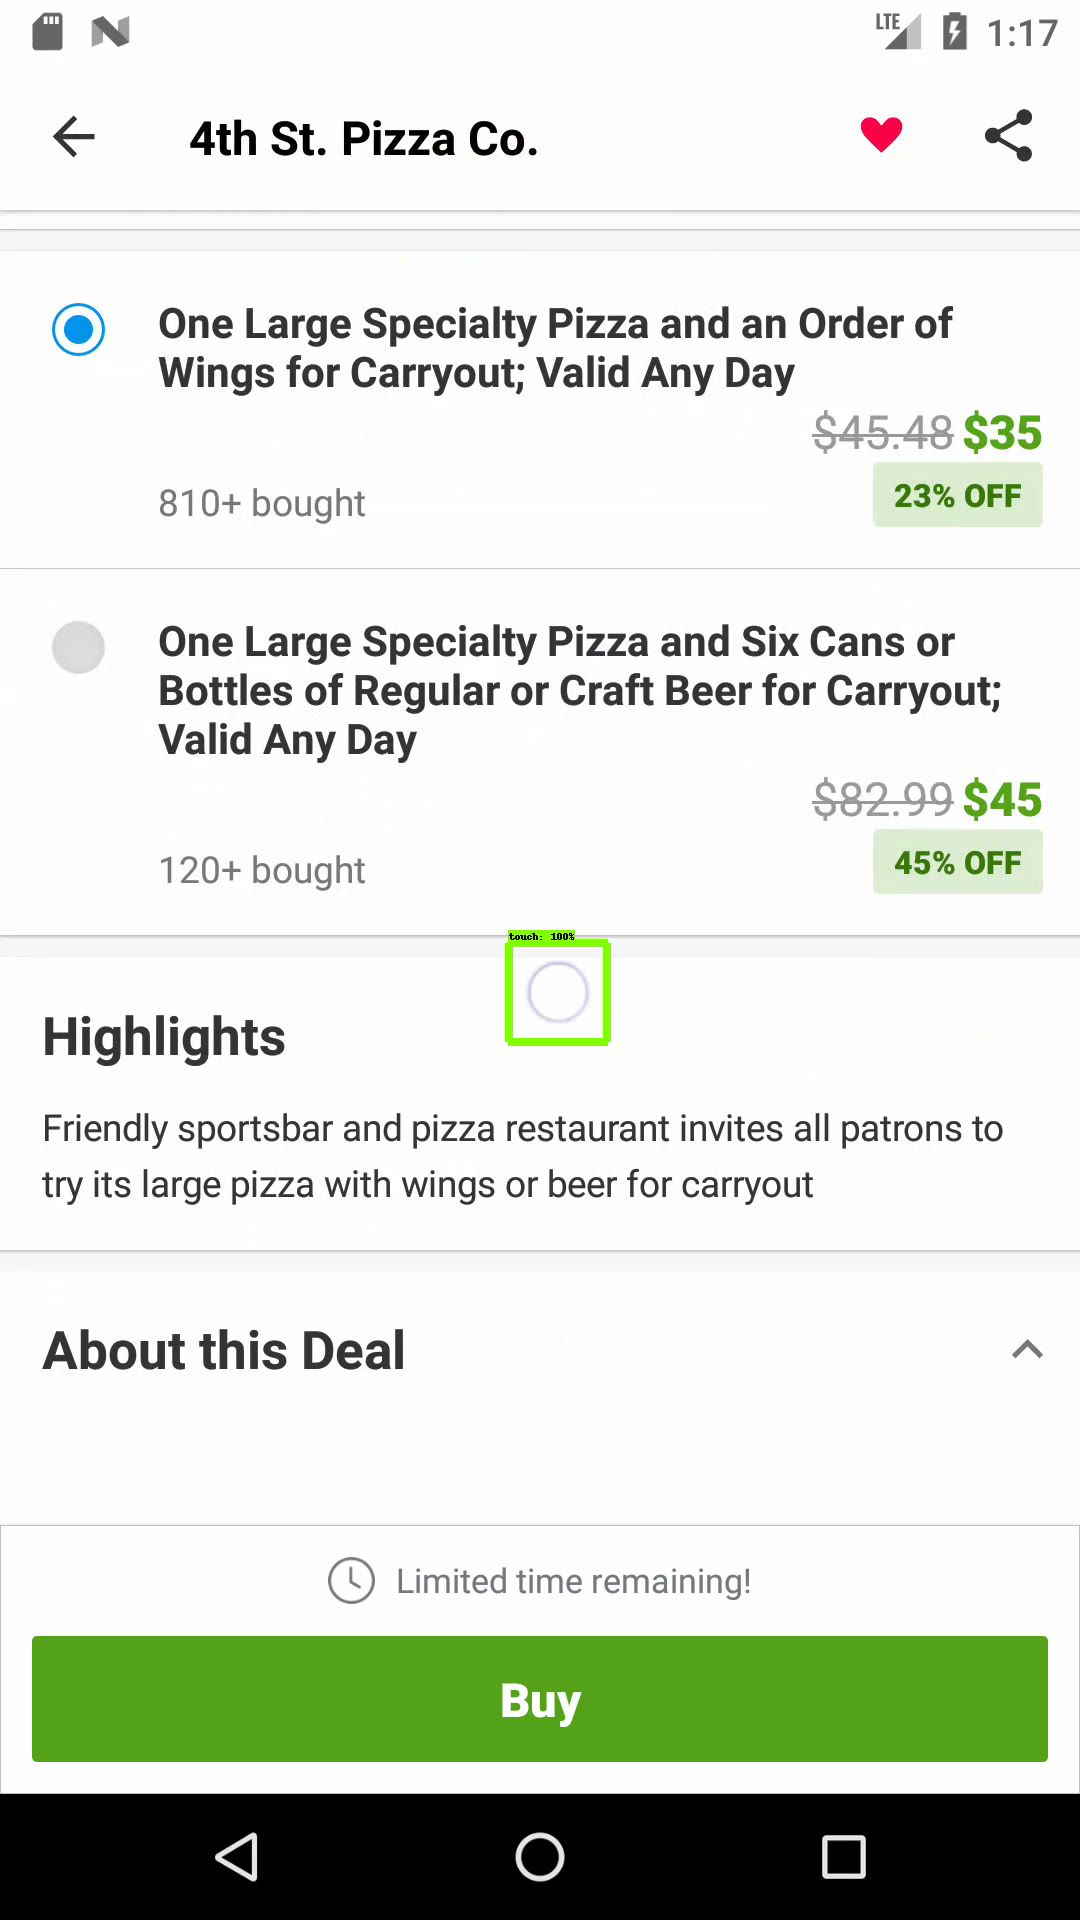 LTE 1:17
4th St. Pizza Co.
One Large Specialty Pizza and an Order of
Wings for Carryout; Valid Any Day
$45.48 $35
810+ bought
23% OFF
One Large Specialty Pizza and Six Cans or
Bottles of Regular or Craft Beer for Carryout;
Valid Any Day
$82.99 $45
120+ bought
45% OFF
touch: 100%
Highlights
Friendly sportsbar and pizza restaurant invites all patrons to
try its large pizza with wings or beer for carryout
About this Deal
Limited time remaining!
Buy